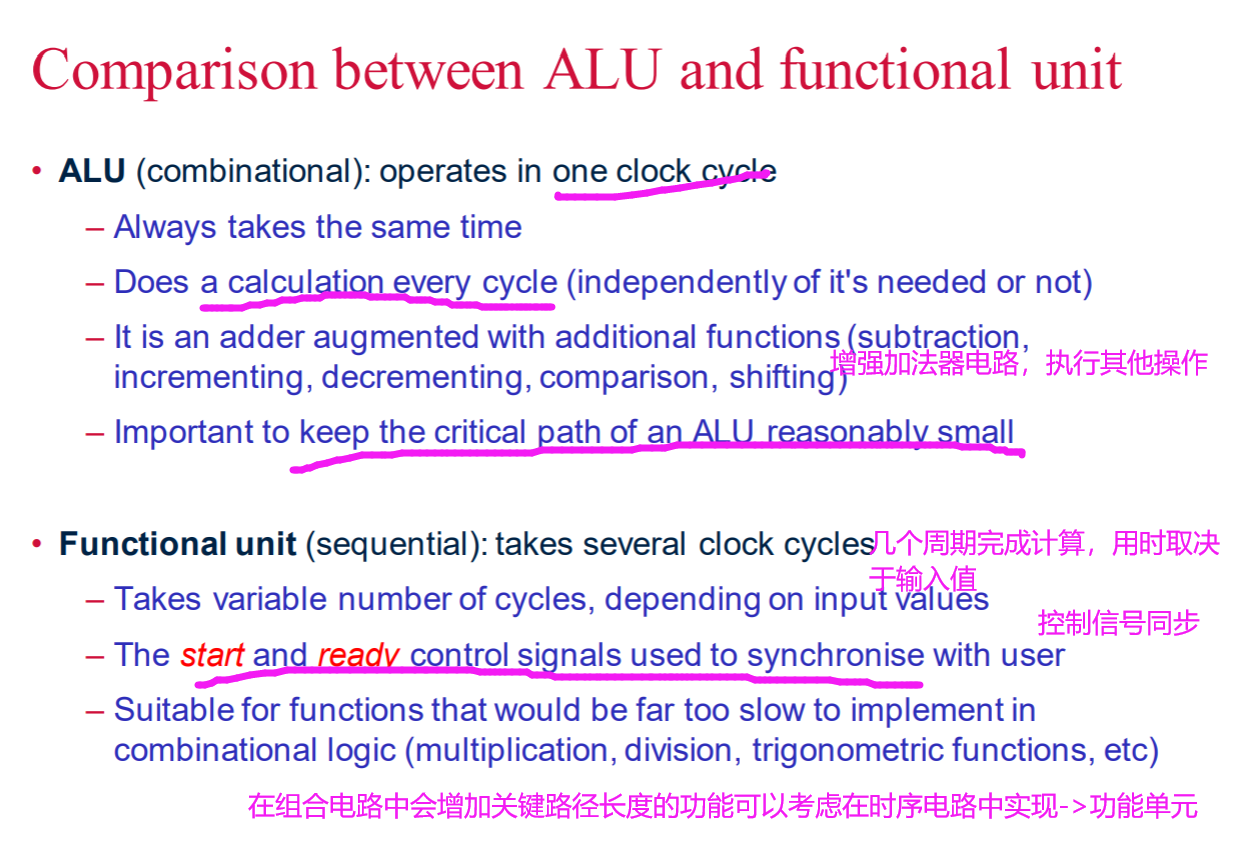 Comparison between ALU and functional unit
• ALU (combinational): operates in one clock cycle
– Always takes the same time
– Does a calculation every cycle (independently of it's needed or not)
– It is an adder augmented with additional functions (subtraction,
incrementing, decrementing, comparison, shifting)
增强加法器电路，执行其他操作
– Important to keep the critical path of an ALU reasonably small
• Functional unit (sequential): takes several clock cycles
几个周期完成计算，用时取决
于输入值
– Takes variable number of cycles, depending on input values
控制信号同步
– The start and ready control signals used to synchronise with user
– Suitable for functions that would be far too slow to implement in
combinational logic (multiplication, division, trigonometric functions, etc)
在组合电路中会增加关键路径长度的功能可以考虑在时序电路中实现->功能单元